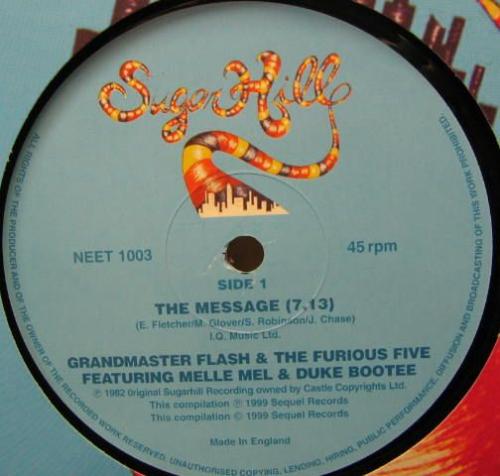 Sugar Hill
NEET 1003
45 rpm
SIDE 1
THE MESSAGE (7.13)
(E. Fletcher/M. Glover/S. Robinson/J. Chase)
I.Q. Music Ltd.
GRANDMASTER FLASH & THE FURIOUS FIVE
FEATURING MELLE MEL & DUKE BOOTEE
℗ 1982 Original Sugarhill Recording owned by Castle Copyrights Ltd.
This compilation ℗ 1999 Sequel Records
This compilation © 1999 Sequel Records
Made in England
ALL RIGHTS OF THE PRODUCER AND OF THE OWNER OF THE RECORDED WORK RESERVED. UNAUTHORISED COPYING, LENDING, HIRING, PUBLIC PERFORMANCE, DIFFUSION AND BROADCASTING OF THIS WORK PROHIBITED.